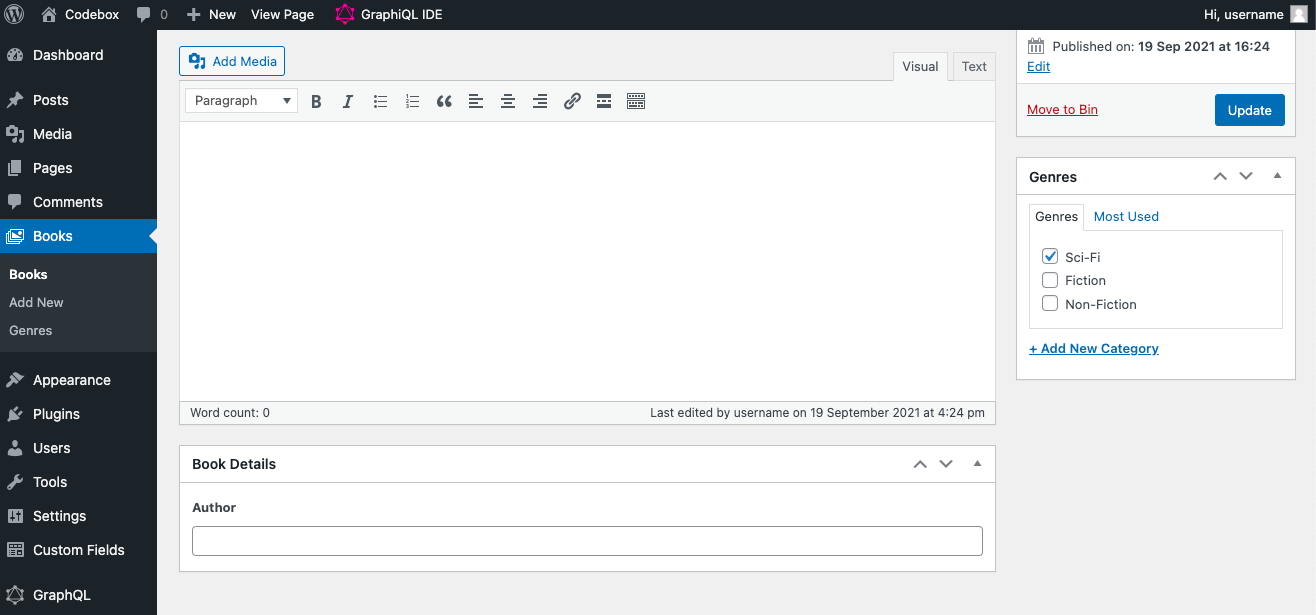 Codebox 0 New View Page GraphiQL IDE Hi, username
Dashboard
Posts
Media
Pages
Comments
Books
Books
Add New
Genres
Appearance
Plugins
Users
Tools
Settings
Custom Fields
GraphQL
Add Media
Visual Text
Paragraph B I
Word count: 0 Last edited by username on 19 September 2021 at 4:24 pm
Book Details
Author
Published on: 19 Sep 2021 at 16:24
Edit
Move to Bin Update
Genres
Genres Most Used
Sci-Fi
Fiction
Non-Fiction
+ Add New Category